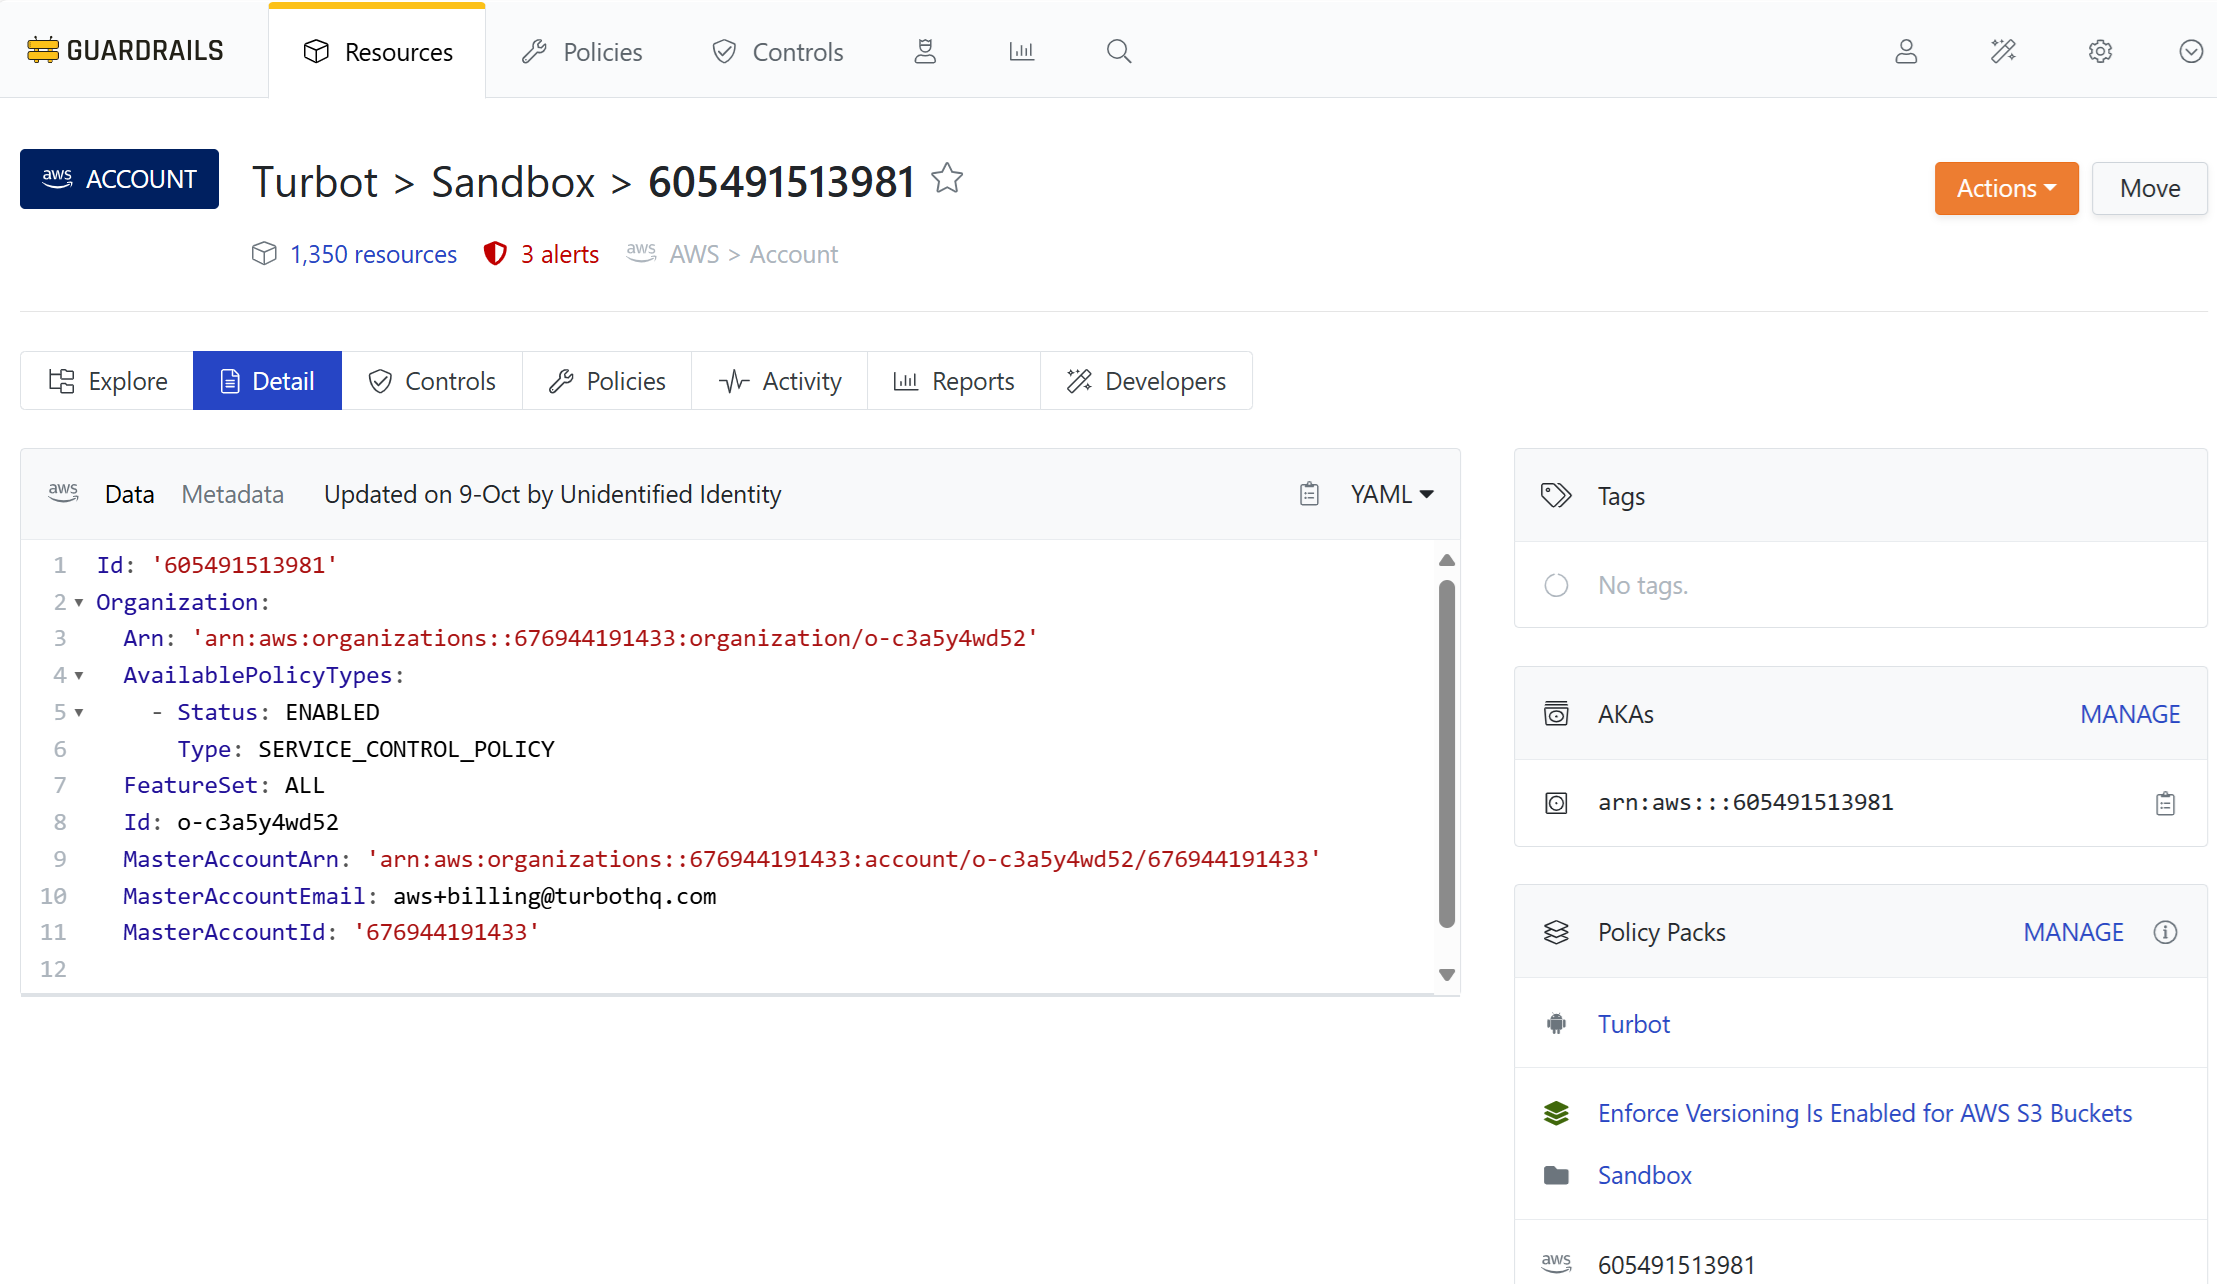 GUARDRAILS
Resources
Policies
Controls
aws ACCOUNT
Turbot > Sandbox > 605491513981
Actions
Move
1,350 resources
3 alerts
aws AWS > Account
Explore
Detail
Controls
Policies
Activity
Reports
Developers
aws Data Metadata Updated on 9-Oct by Unidentified Identity YAML
1 Id: '605491513981'
2 Organization:
3 Arn: 'arn:aws:organizations::676944191433:organization/o-c3a5y4wd52'
4 AvailablePolicyTypes:
5 - Status: ENABLED
6 Type: SERVICE_CONTROL_POLICY
7 FeatureSet: ALL
8 Id: o-c3a5y4wd52
9 MasterAccountArn: 'arn:aws:organizations::676944191433:account/o-c3a5y4wd52/676944191433'
10 MasterAccountEmail: aws+billing@turbothq.com
11 MasterAccountId: '676944191433'
12
Tags
No tags.
AKAs MANAGE
arn:aws:::605491513981
Policy Packs MANAGE
Turbot
Enforce Versioning Is Enabled for AWS S3 Buckets
Sandbox
aws 605491513981